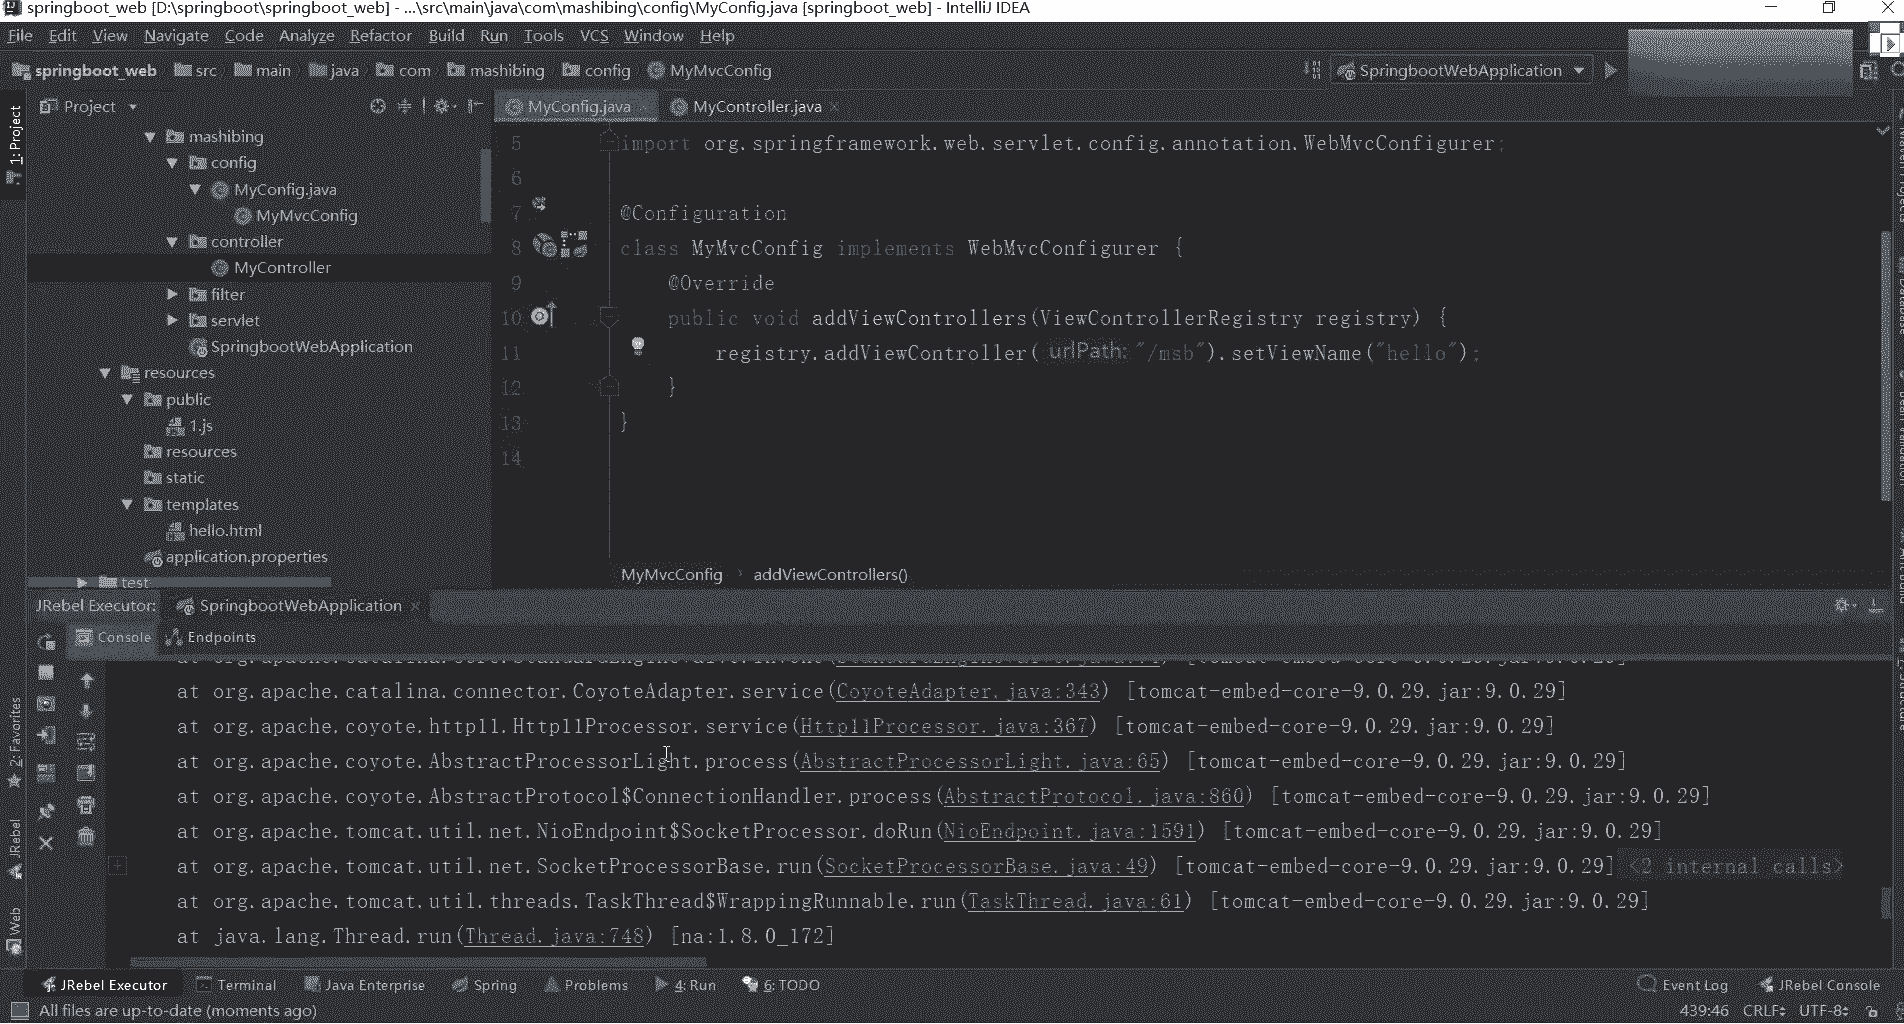 springboot_web [D:\springboot\springboot_web] - ...\src\main\java\com\mashibing\config\MyConfig.java [springboot_web] - IntelliJ IDEA
File Edit View Navigate Code Analyze Refactor Build Run Tools VCS Window Help
springboot_web src main java com mashibing config MyMvcConfig SpringbootWebApplication
Project MyConfig.java MyController.java
1: Project
mashibing
config
MyConfig.java
MyMvcConfig
controller
MyController
filter
servlet
SpringbootWebApplication
resources
public
1.js
resources
static
templates
hello.html
application.properties
test
5 import org.springframework.web.servlet.config.annotation.WebMvcConfigurer;
6
7 @Configuration
8 class MyMvcConfig implements WebMvcConfigurer {
9 @Override
10 public void addViewControllers(ViewControllerRegistry registry) {
11 registry.addViewController( urlPath: "/msb").setViewName("hello");
12 }
13 }
14
MyMvcConfig addViewControllers()
JRebel Executor: SpringbootWebApplication
Console Endpoints
at org.apache.catalina.connector.CoyoteAdapter.service(CoyoteAdapter.java:343) [tomcat-embed-core-9.0.29.jar:9.0.29]
at org.apache.coyote.http11.Http11Processor.service(Http11Processor.java:367) [tomcat-embed-core-9.0.29.jar:9.0.29]
at org.apache.coyote.AbstractProcessorLight.process(AbstractProcessorLight.java:65) [tomcat-embed-core-9.0.29.jar:9.0.29]
at org.apache.coyote.AbstractProtocol$ConnectionHandler.process(AbstractProtocol.java:860) [tomcat-embed-core-9.0.29.jar:9.0.29]
at org.apache.tomcat.util.net.NioEndpoint$SocketProcessor.doRun(NioEndpoint.java:1591) [tomcat-embed-core-9.0.29.jar:9.0.29]
at org.apache.tomcat.util.net.SocketProcessorBase.run(SocketProcessorBase.java:49) [tomcat-embed-core-9.0.29.jar:9.0.29] <2 internal calls>
at org.apache.tomcat.util.threads.TaskThread$WrappingRunnable.run(TaskThread.java:61) [tomcat-embed-core-9.0.29.jar:9.0.29]
at java.lang.Thread.run(Thread.java:748) [na:1.8.0_172]
2: Favorites
JRebel
Web
JRebel Executor Terminal Java Enterprise Spring Problems 4: Run 6: TODO Event Log JRebel Console
All files are up-to-date (moments ago) 439:46 CRLF UTF-8